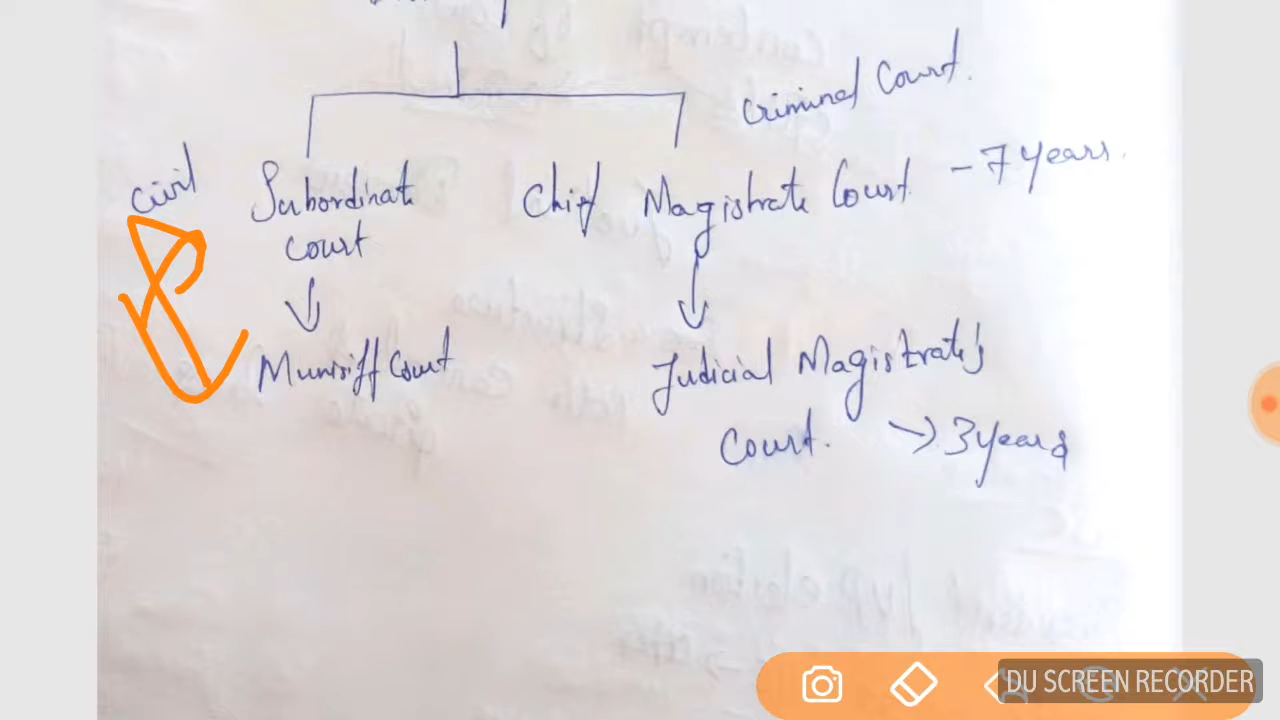 Criminal Court.
Civil
Subordinate
court
Chief Magistrate Court - 7 years.
Munisiff Court
Judicial Magistrate's
Court. → 3 years
DU SCREEN RECORDER